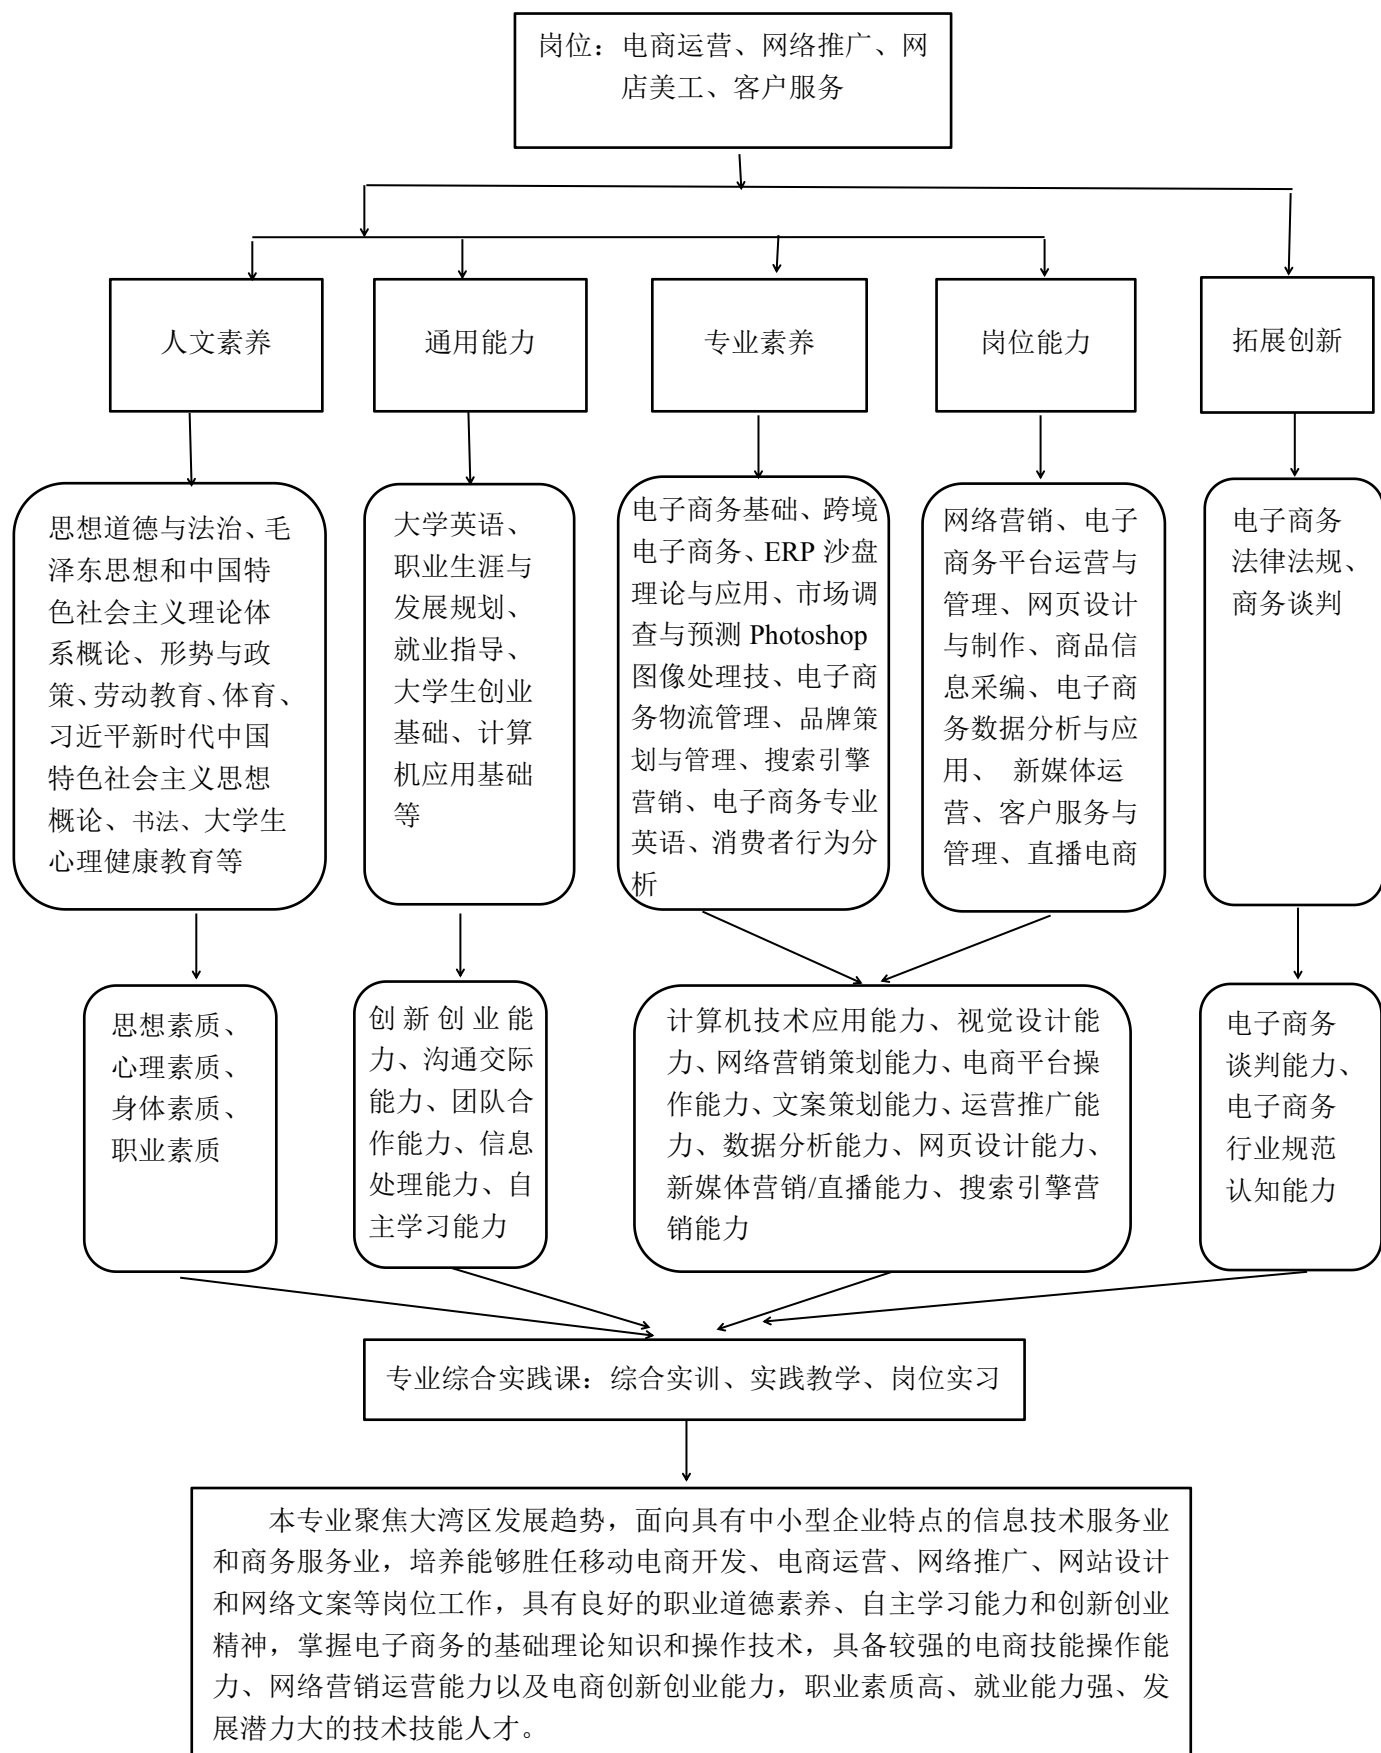 岗位：电商运营、网络推广、网
店美工、客户服务
人文素养
通用能力
专业素养
岗位能力
拓展创新
思想道德与法治、毛
泽东思想和中国特
色社会主义理论体
系概论、形势与政
策、劳动教育、体育、
习近平新时代中国
特色社会主义思想
概论、书法、大学生
心理健康教育等
大学英语、
职业生涯与
发展规划、
就业指导、
大学生创业
基础、计算
机应用基础
等
电子商务基础、跨境
电子商务、ERP 沙盘
理论与应用、市场调
查与预测 Photoshop
图像处理技、电子商
务物流管理、品牌策
划与管理、搜索引擎
营销、电子商务专业
英语、消费者行为分
析
网络营销、电子
商务平台运营与
管理、网页设计
与制作、商品信
息采编、电子商
务数据分析与应
用、 新媒体运
营、客户服务与
管理、直播电商
电子商务
法律法规、
商务谈判
思想素质、
心理素质、
身体素质、
职业素质
创新创业能
力、沟通交际
能力、团队合
作能力、信息
处理能力、自
主学习能力
计算机技术应用能力、视觉设计能
力、网络营销策划能力、电商平台操
作能力、文案策划能力、运营推广能
力、数据分析能力、网页设计能力、
新媒体营销/直播能力、搜索引擎营
销能力
电子商务
谈判能力、
电子商务
行业规范
认知能力
专业综合实践课：综合实训、实践教学、岗位实习
本专业聚焦大湾区发展趋势，面向具有中小型企业特点的信息技术服务业
和商务服务业，培养能够胜任移动电商开发、电商运营、网络推广、网站设计
和网络文案等岗位工作，具有良好的职业道德素养、自主学习能力和创新创业
精神，掌握电子商务的基础理论知识和操作技术，具备较强的电商技能操作能
力、网络营销运营能力以及电商创新创业能力，职业素质高、就业能力强、发
展潜力大的技术技能人才。